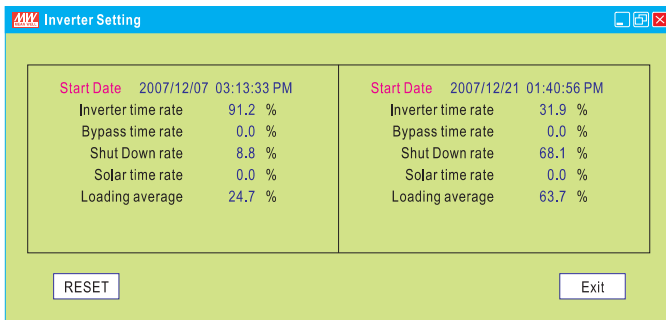 MW MEAN WELL Inverter Setting
Start Date 2007/12/07 03:13:33 PM
Inverter time rate 91.2 %
Bypass time rate 0.0 %
Shut Down rate 8.8 %
Solar time rate 0.0 %
Loading average 24.7 %
Start Date 2007/12/21 01:40:56 PM
Inverter time rate 31.9 %
Bypass time rate 0.0 %
Shut Down rate 68.1 %
Solar time rate 0.0 %
Loading average 63.7 %
RESET
Exit